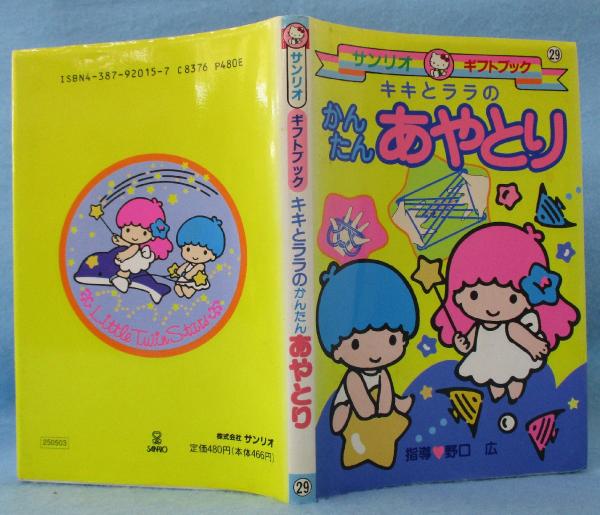 ISBN4-387-92015-7 C8376 P480E
Little Twin Stars
250503
SANRIO
株式会社 サンリオ
定価480円(本体466円)
サンリオ
ギフトブック
キキとララのかんたん
あやとり
29
サンリオ
ギフトブック
29
キキとララの
かんたん
あやとり
指導♥野口 広